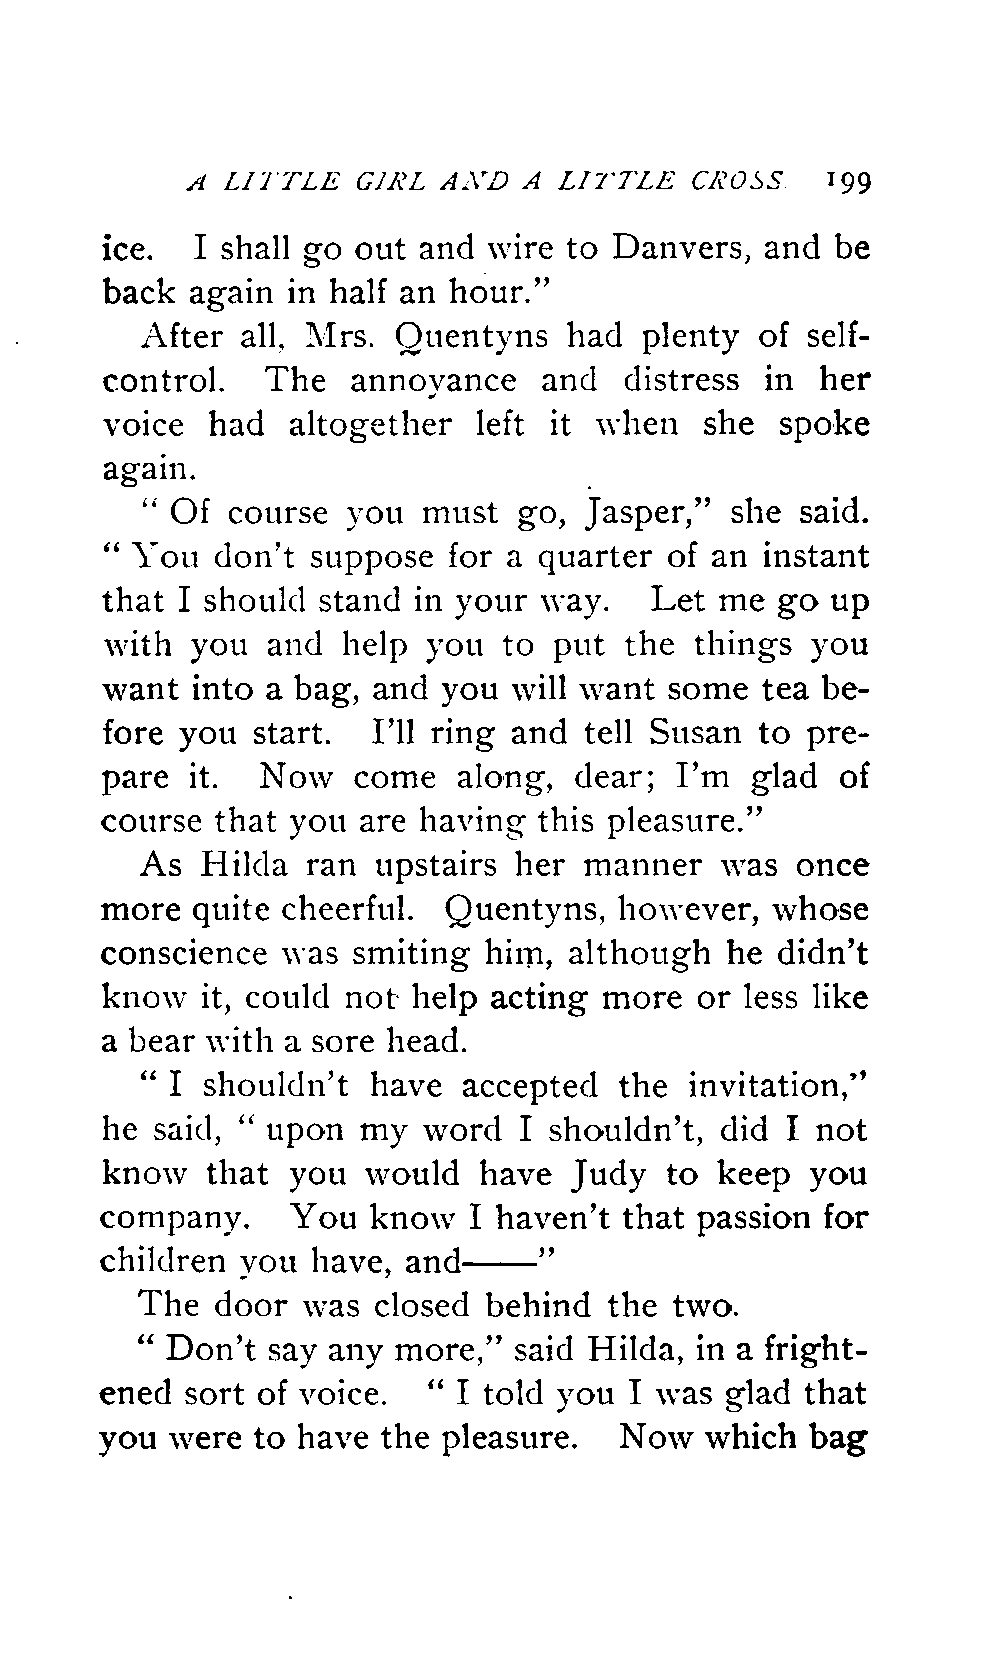 A LITTLE GIRL AND A LITTLE CROSS 199
ice. I shall go out and wire to Danvers, and be
back again in half an hour."
After all, Mrs. Quentyns had plenty of self-
control. The annoyance and distress in her
voice had altogether left it when she spoke
again.
" Of course you must go, Jasper," she said.
" You don't suppose for a quarter of an instant
that I should stand in your way. Let me go up
with you and help you to put the things you
want into a bag, and you will want some tea be-
fore you start. I'll ring and tell Susan to pre-
pare it. Now come along, dear; I'm glad of
course that you are having this pleasure."
As Hilda ran upstairs her manner was once
more quite cheerful. Quentyns, however, whose
conscience was smiting him, although he didn't
know it, could not help acting more or less like
a bear with a sore head.
" I shouldn't have accepted the invitation,"
he said, " upon my word I shouldn't, did I not
know that you would have Judy to keep you
company. You know I haven't that passion for
children you have, and——"
The door was closed behind the two.
" Don't say any more," said Hilda, in a fright-
ened sort of voice. " I told you I was glad that
you were to have the pleasure. Now which bag